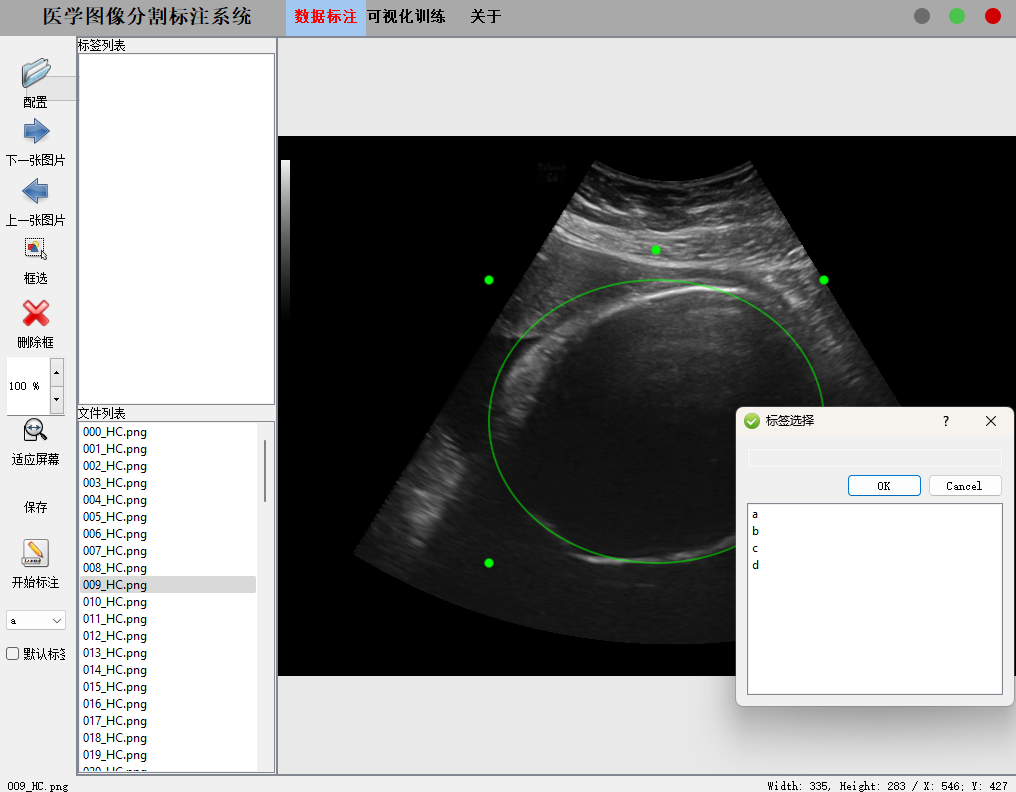 医学图像分割标注系统
数据标注 可视化训练 关于
标签列表
配置
下一张图片
上一张图片
框选
删除框
100 %
适应屏幕
保存
开始标注
a
默认标签
文件列表
000_HC.png
001_HC.png
002_HC.png
003_HC.png
004_HC.png
005_HC.png
006_HC.png
007_HC.png
008_HC.png
009_HC.png
010_HC.png
011_HC.png
012_HC.png
013_HC.png
014_HC.png
015_HC.png
016_HC.png
017_HC.png
018_HC.png
019_HC.png
标签选择 ?
OK Cancel
a
b
c
d
009_HC.png
Width: 335, Height: 283 / X: 546; Y: 427